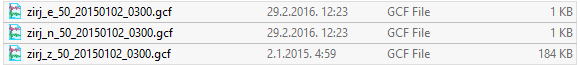 zirj_e_50_20150102_0300.gcf 29.2.2016. 12:23 GCF File 1 KB
zirj_n_50_20150102_0300.gcf 29.2.2016. 12:23 GCF File 1 KB
zirj_z_50_20150102_0300.gcf 2.1.2015. 4:59 GCF File 184 KB